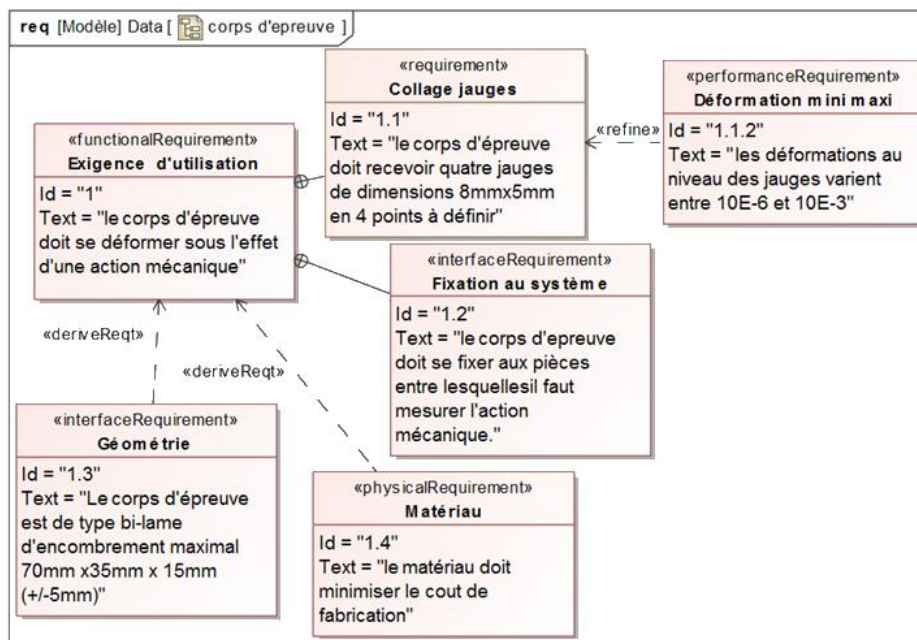 req [Modèle] Data [ corps d'epreuve ]
«requirement»
Collage jauges
Id = "1.1"
Text = "le corps d'épreuve
doit recevoir quatre jauges
de dimensions 8mmx5mm
en 4 points à définir"
«refine»
«performanceRequirement»
Déformation mini maxi
Id = "1.1.2"
Text = "les déformations au
niveau des jauges varient
entre 10E-6 et 10E-3"
«functionalRequirement»
Exigence d'utilisation
Id = "1"
Text = "le corps d'épreuve
doit se déformer sous l'effet
d'une action mécanique"
«interfaceRequirement»
Fixation au système
Id = "1.2"
Text = "le corps d'epreuve
doit se fixer aux pièces
entre lesquellesil faut
mesurer l'action
mécanique."
«deriveReqt»
«deriveReqt»
«interfaceRequirement»
Géométrie
Id = "1.3"
Text = "Le corps d'épreuve
est de type bi-lame
d'encombrement maximal
70mm x35mm x 15mm
(+/-5mm)"
«physicalRequirement»
Matériau
Id = "1.4"
Text = "le matériau doit
minimiser le cout de
fabrication"